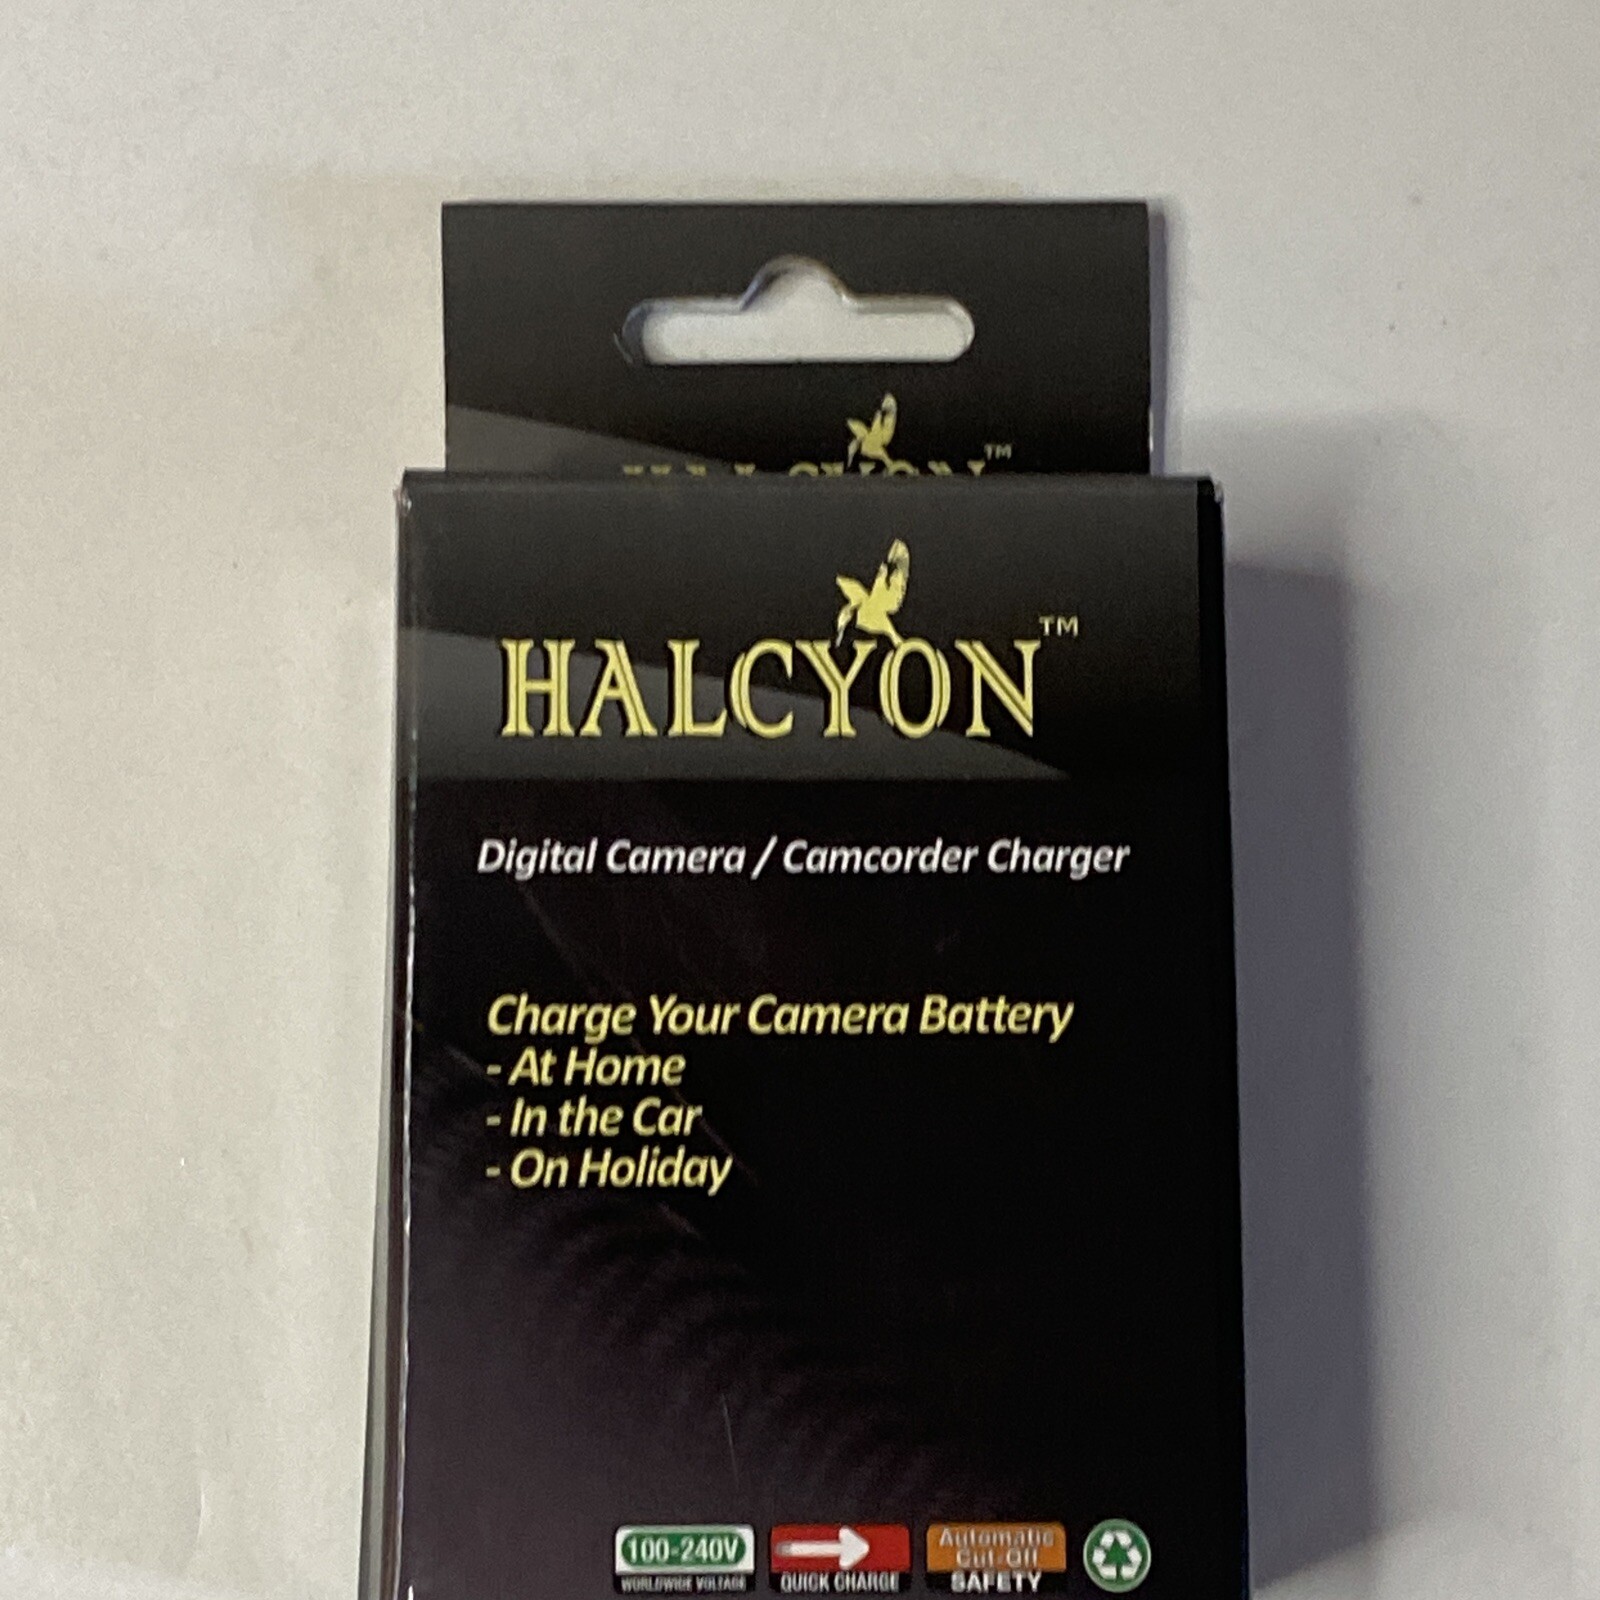 HALCYON™
HALCYON™
Digital Camera / Camcorder Charger
Charge Your Camera Battery
- At Home
- In the Car
- On Holiday
100-240V
WORLDWIDE VOLTAGE
QUICK CHARGE
Automatic
Cut-Off
SAFETY